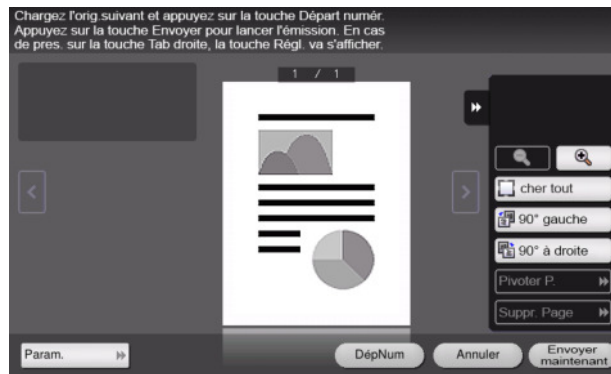 Chargez l'orig.suivant et appuyez sur la touche Départ numér.
Appuyez sur la touche Envoyer pour lancer l'émission. En cas
de pres. sur la touche Tab droite, la touche Régl. va s'afficher.
1 / 1
cher tout
90° gauche
90° à droite
Pivoter P.
Suppr. Page
Param.
DépNum
Annuler
Envoyer
maintenant